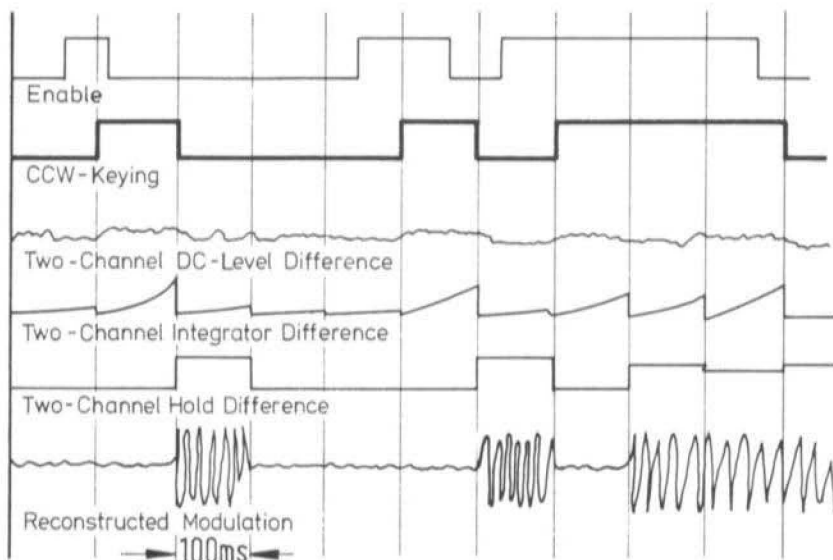 Enable
CCW-Keying
Two-Channel DC-Level Difference
Two-Channel Integrator Difference
Two-Channel Hold Difference
Reconstructed Modulation
100ms